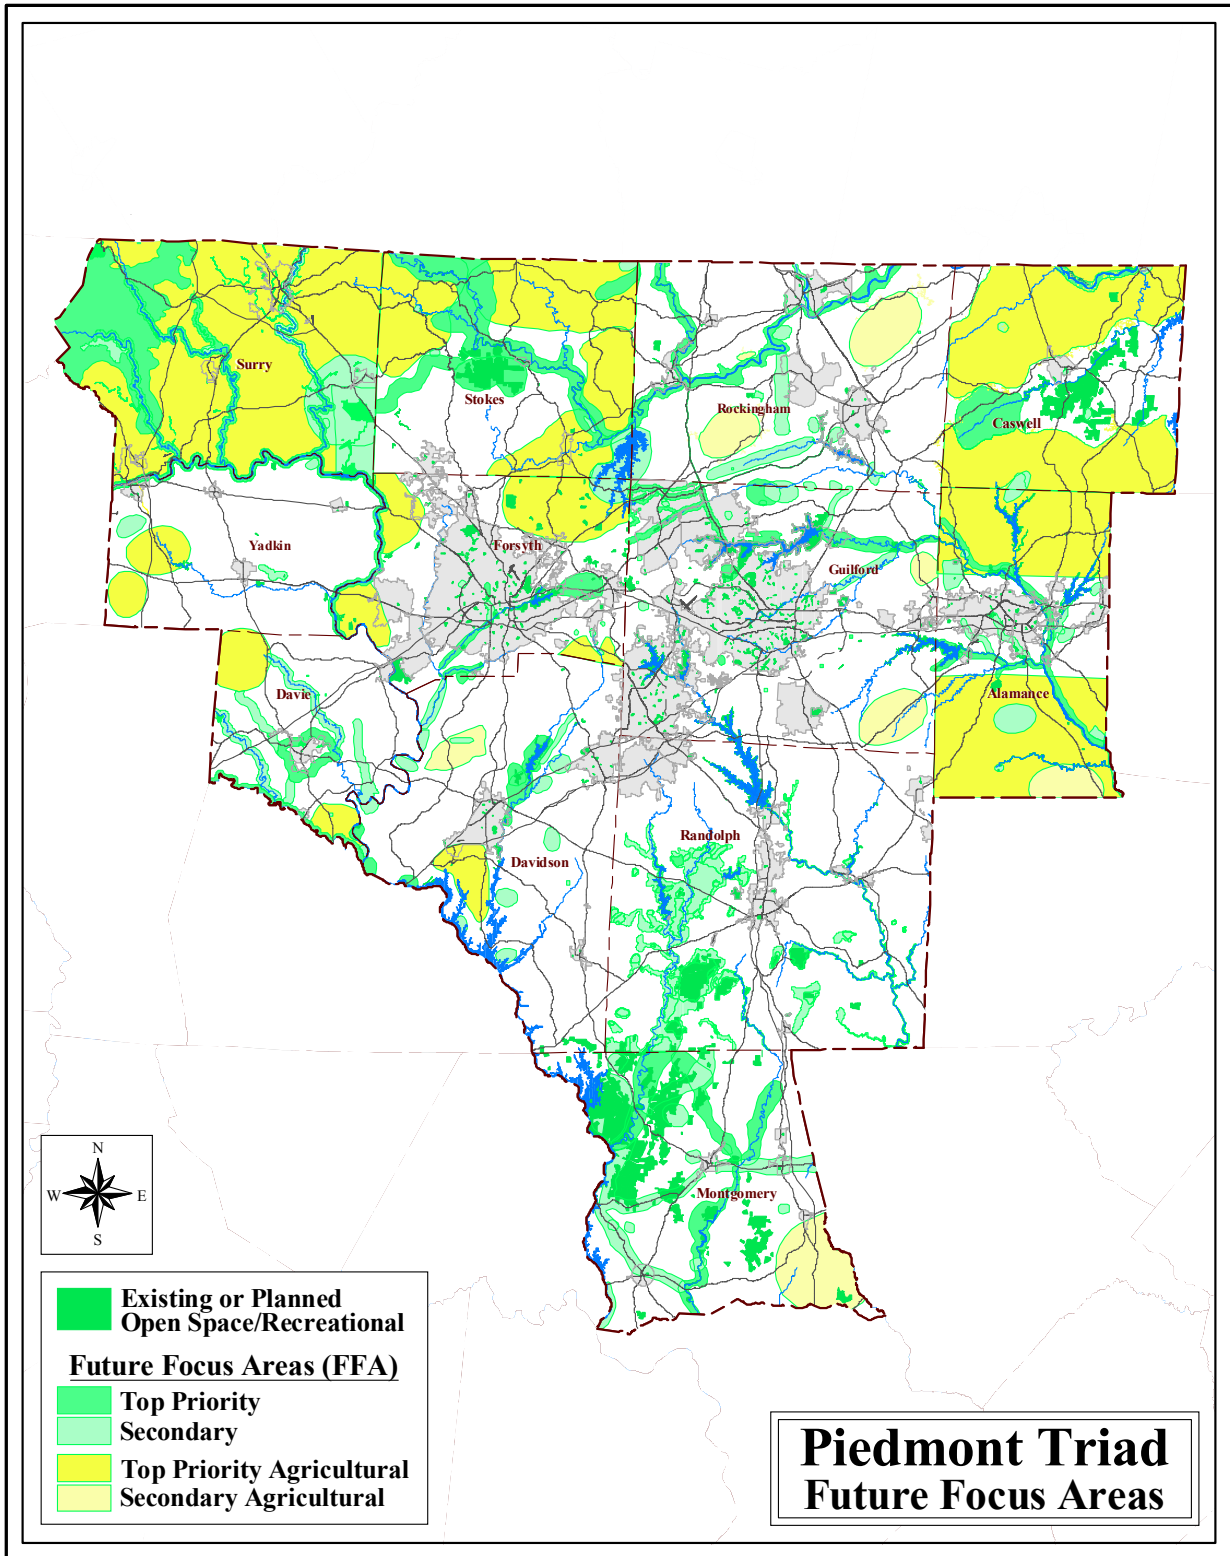 Surry
Stokes
Rockingham
Caswell
Yadkin
Forsyth
Guilford
Davie
Alamance
Randolph
Davidson
Montgomery
N
W
E
S
Existing or Planned
Open Space/Recreational
Future Focus Areas (FFA)
Top Priority
Secondary
Top Priority Agricultural
Secondary Agricultural
Piedmont Triad
Future Focus Areas